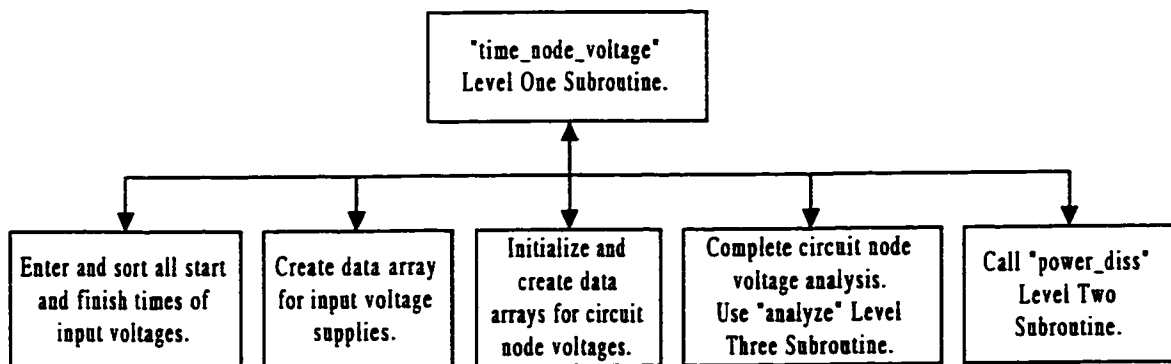 "time_node_voltage"
Level One Subroutine.
Enter and sort all start
and finish times of
input voltages.
Create data array
for input voltage
supplies.
Initialize and
create data
arrays for circuit
node voltages.
Complete circuit node
voltage analysis.
Use "analyze" Level
Three Subroutine.
Call "power_diss"
Level Two
Subroutine.